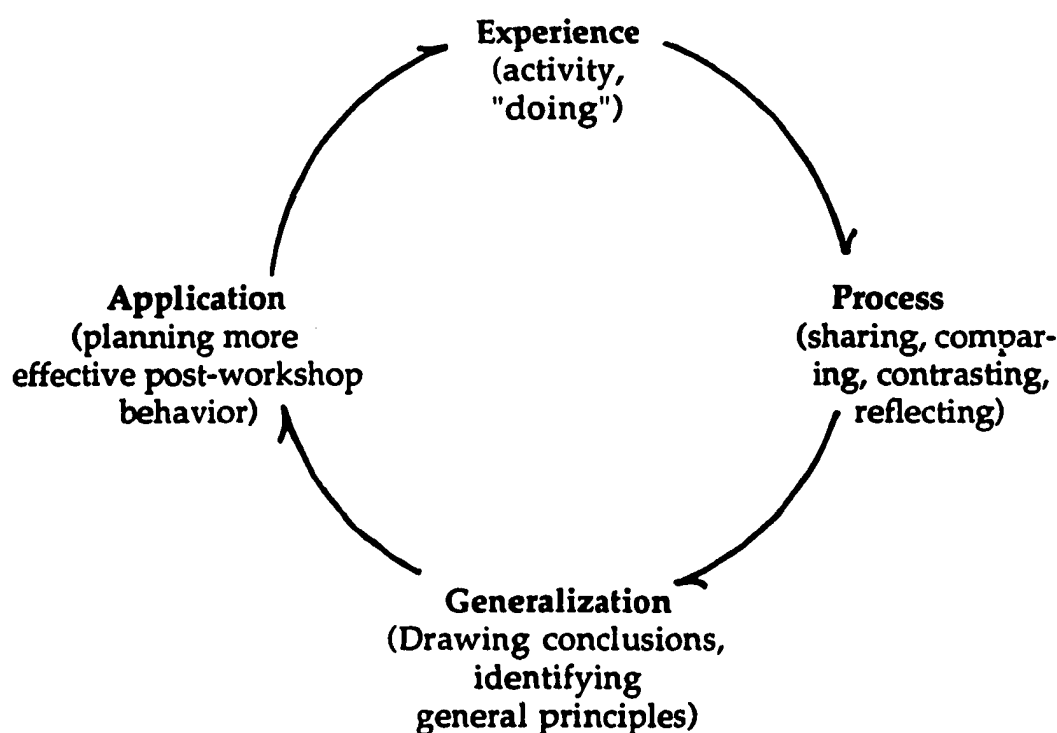 Experience
(activity,
"doing")
Process
(sharing, compar-
ing, contrasting,
reflecting)
Generalization
(Drawing conclusions,
identifying
general principles)
Application
(planning more
effective post-workshop
behavior)